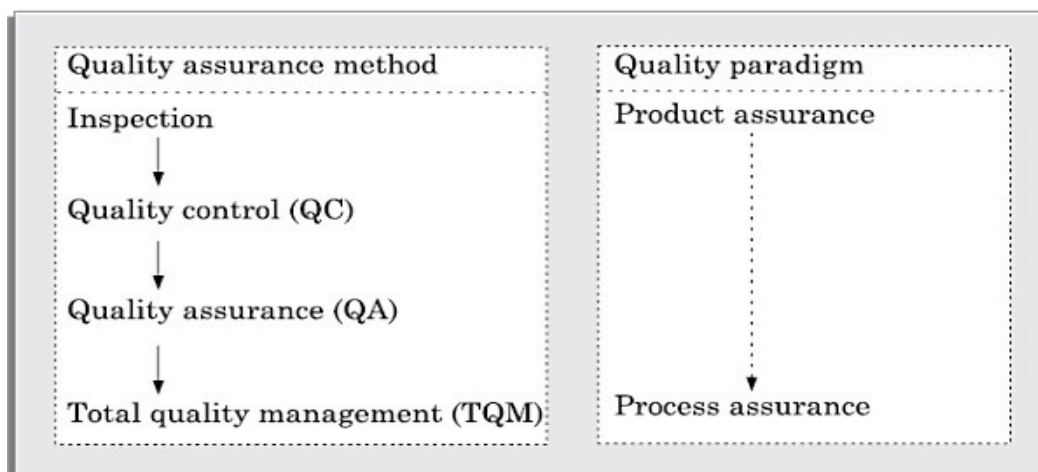 Quality assurance method
Inspection
Quality control (QC)
Quality assurance (QA)
Total quality management (TQM)
Quality paradigm
Product assurance
Process assurance